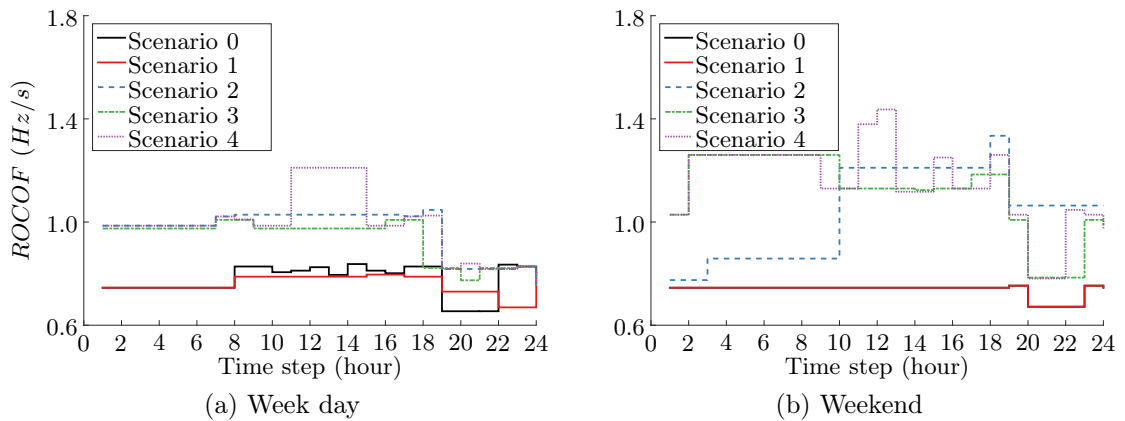 1.8
1.4
1.0
0.6
ROCOF (Hz/s)
Scenario 0
Scenario 1
Scenario 2
Scenario 3
Scenario 4
0 2 4 6 8 10 12 14 16 18 20 22 24
Time step (hour)
(a) Week day
1.8
1.4
1.0
0.6
Scenario 0
Scenario 1
Scenario 2
Scenario 3
Scenario 4
0 2 4 6 8 10 12 14 16 18 20 22 24
Time step (hour)
(b) Weekend